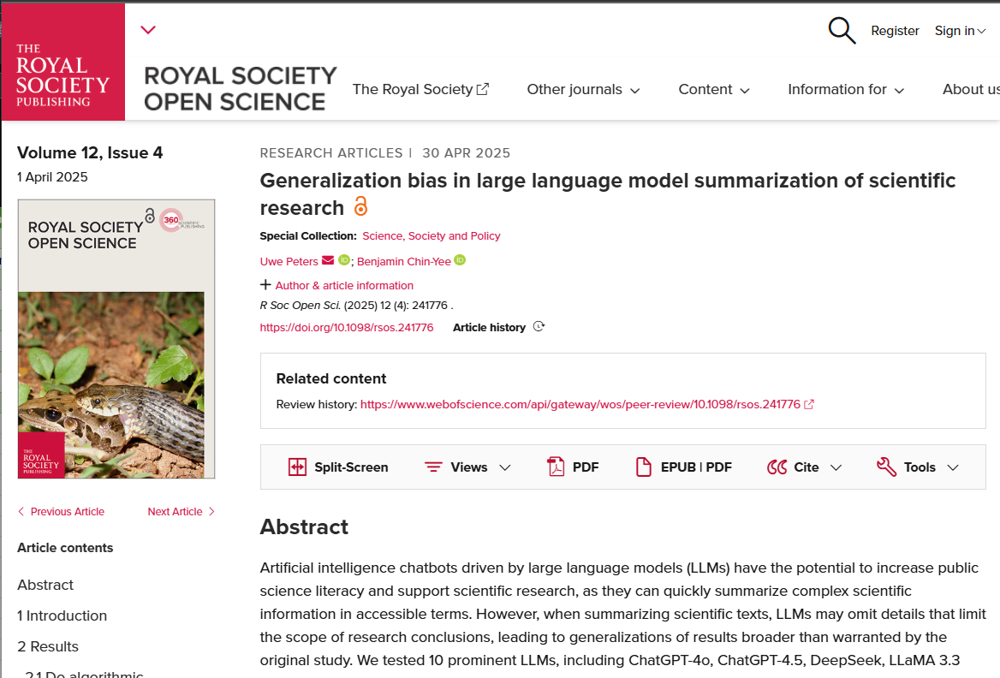 THE
ROYAL
SOCIETY
PUBLISHING
Register
Sign in
ROYAL SOCIETY
OPEN SCIENCE
The Royal Society
Other journals
Content
Information for
About us
Volume 12, Issue 4
1 April 2025
ROYAL SOCIETY
OPEN SCIENCE
360
SCIENTIFIC
PUBLISHING
THE
ROYAL
SOCIETY
PUBLISHING
Previous Article
Next Article
Article contents
Abstract
1 Introduction
2 Results
2.1 Do algorithmic
RESEARCH ARTICLES | 30 APR 2025
Generalization bias in large language model summarization of scientific
research
Special Collection: Science, Society and Policy
Uwe Peters iD; Benjamin Chin-Yee iD
+ Author & article information
R Soc Open Sci. (2025) 12 (4): 241776 .
https://doi.org/10.1098/rsos.241776 Article history
Related content
Review history: https://www.webofscience.com/api/gateway/wos/peer-review/10.1098/rsos.241776
Split-Screen
Views
PDF
EPUB | PDF
Cite
Tools
Abstract
Artificial intelligence chatbots driven by large language models (LLMs) have the potential to increase public
science literacy and support scientific research, as they can quickly summarize complex scientific
information in accessible terms. However, when summarizing scientific texts, LLMs may omit details that limit
the scope of research conclusions, leading to generalizations of results broader than warranted by the
original study. We tested 10 prominent LLMs, including ChatGPT-4o, ChatGPT-4.5, DeepSeek, LLaMA 3.3